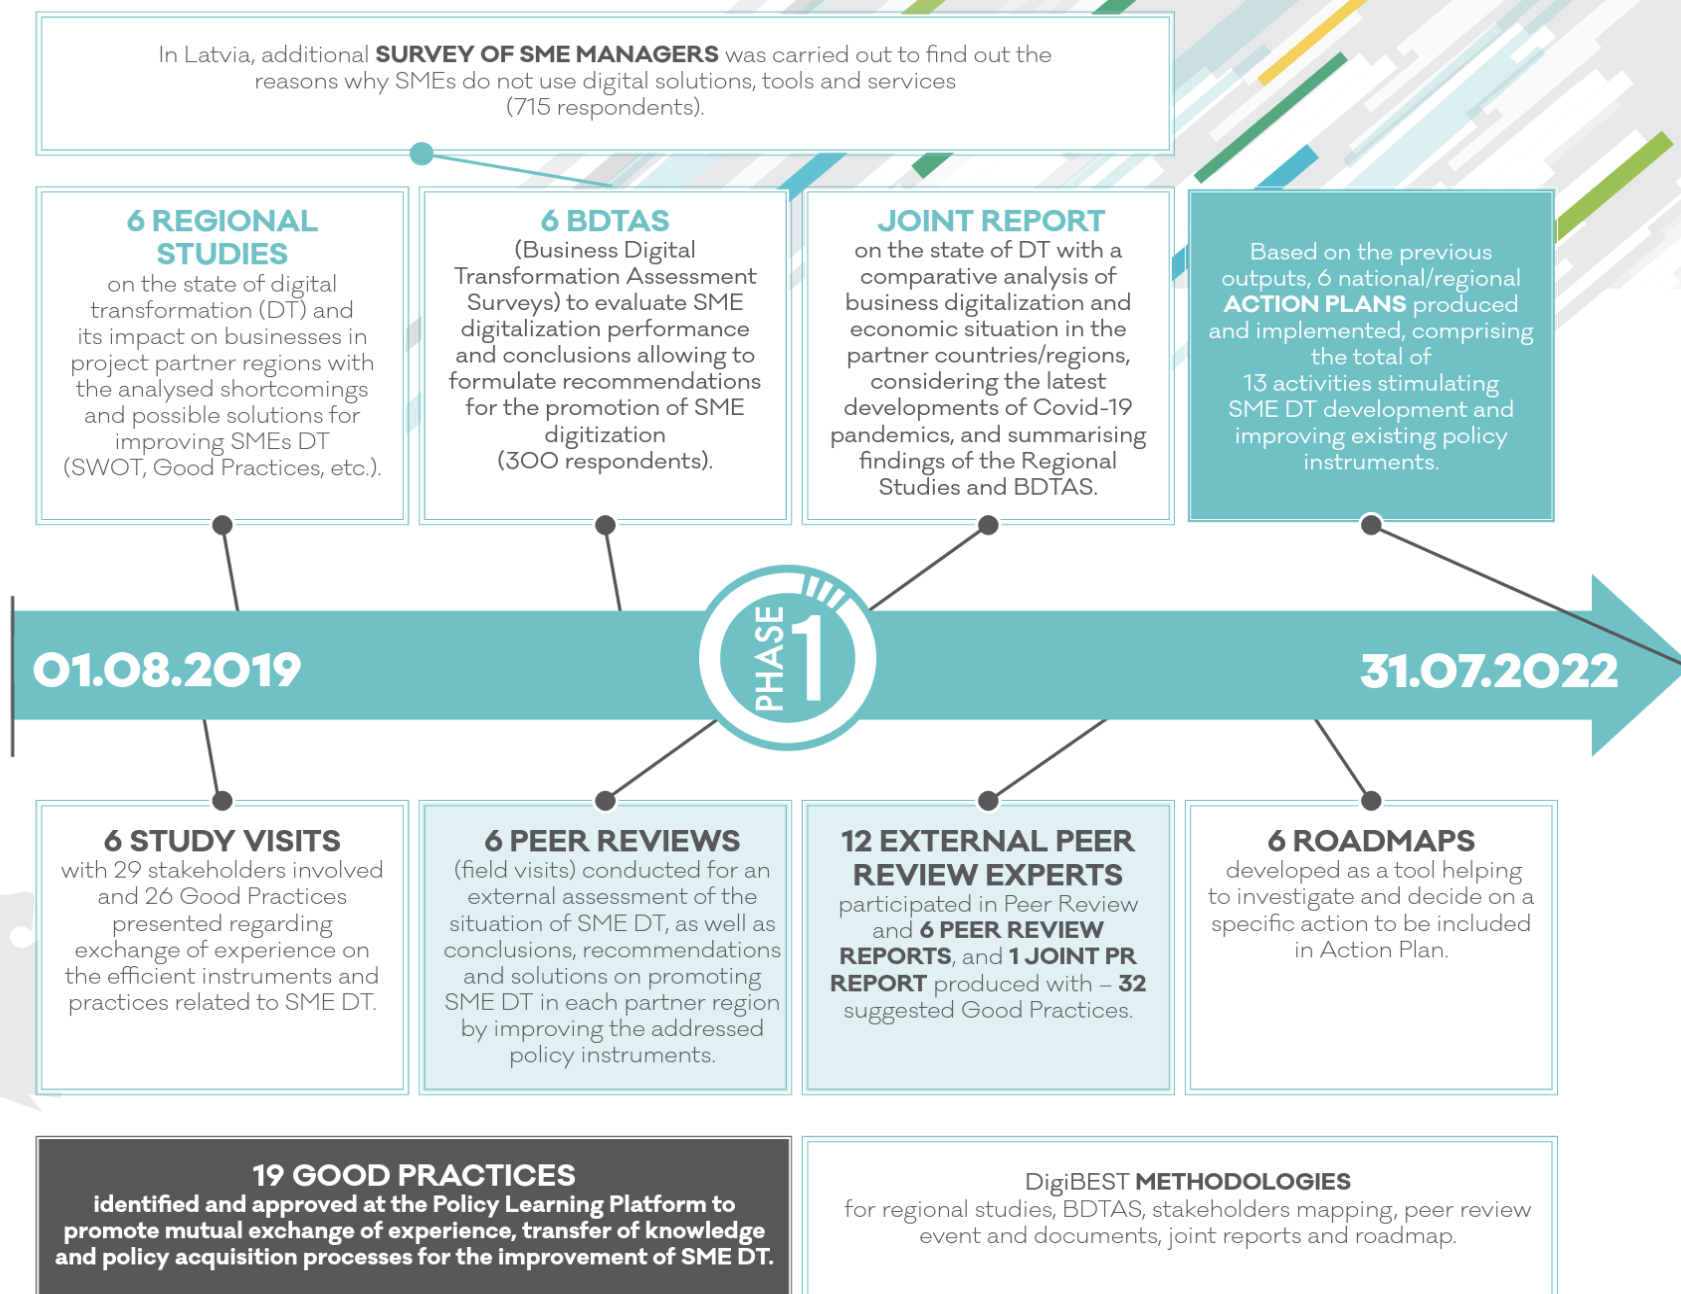 In Latvia, additional SURVEY OF SME MANAGERS was carried out to find out the
reasons why SMEs do not use digital solutions, tools and services
(715 respondents).
6 REGIONAL
STUDIES
on the state of digital
transformation (DT) and
its impact on businesses in
project partner regions with
the analysed shortcomings
and possible solutions for
improving SMEs DT
(SWOT, Good Practices, etc.).
6 BDTAS
(Business Digital
Transformation Assessment
Surveys) to evaluate SME
digitalization performance
and conclusions allowing to
formulate recommendations
for the promotion of SME
digitization
(300 respondents).
JOINT REPORT
on the state of DT with a
comparative analysis of
business digitalization and
economic situation in the
partner countries/regions,
considering the latest
developments of Covid-19
pandemics, and summarising
findings of the Regional
Studies and BDTAS.
Based on the previous
outputs, 6 national/regional
ACTION PLANS produced
and implemented, comprising
the total of
13 activities stimulating
SME DT development and
improving existing policy
instruments.
01.08.2019
PHASE 1
31.07.2022
6 STUDY VISITS
with 29 stakeholders involved
and 26 Good Practices
presented regarding
exchange of experience on
the efficient instruments and
practices related to SME DT.
6 PEER REVIEWS
(field visits) conducted for an
external assessment of the
situation of SME DT, as well as
conclusions, recommendations
and solutions on promoting
SME DT in each partner region
by improving the addressed
policy instruments.
12 EXTERNAL PEER
REVIEW EXPERTS
participated in Peer Review
and 6 PEER REVIEW
REPORTS, and 1 JOINT PR
REPORT produced with – 32
suggested Good Practices.
6 ROADMAPS
developed as a tool helping
to investigate and decide on a
specific action to be included
in Action Plan.
19 GOOD PRACTICES
identified and approved at the Policy Learning Platform to
promote mutual exchange of experience, transfer of knowledge
and policy acquisition processes for the improvement of SME DT.
DigiBEST METHODOLOGIES
for regional studies, BDTAS, stakeholders mapping, peer review
event and documents, joint reports and roadmap.